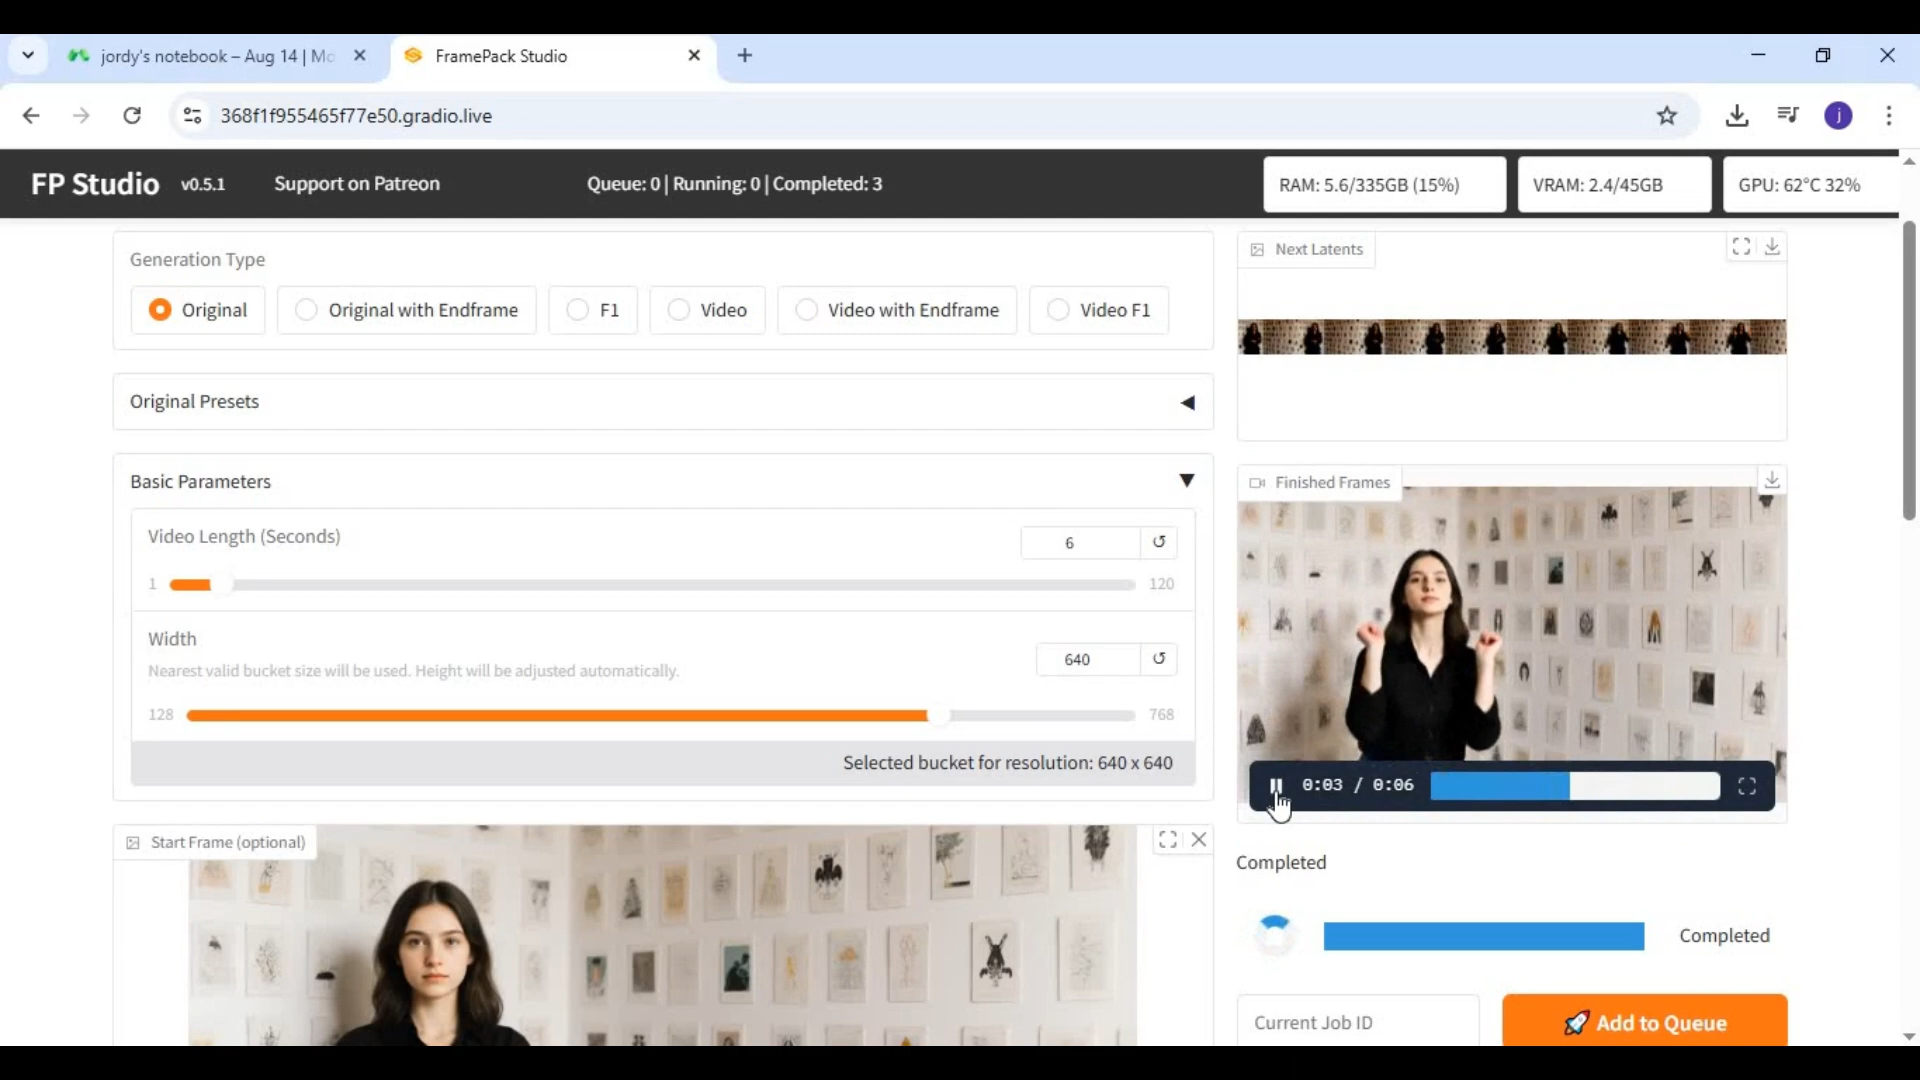 jordy's notebook – Aug 14 | Mo
FramePack Studio
368f1f955465f77e50.gradio.live
j
FP Studio v0.5.1 Support on Patreon Queue: 0 | Running: 0 | Completed: 3 RAM: 5.6/335GB (15%) VRAM: 2.4/45GB GPU: 62°C 32%
Generation Type
Original Original with Endframe F1 Video Video with Endframe Video F1
Original Presets
Basic Parameters
Video Length (Seconds) 6
1 120
Width
Nearest valid bucket size will be used. Height will be adjusted automatically. 640
128 768
Selected bucket for resolution: 640 x 640
Start Frame (optional)
Next Latents
Finished Frames
0:03 / 0:06
Completed
Completed
Current Job ID
🚀 Add to Queue